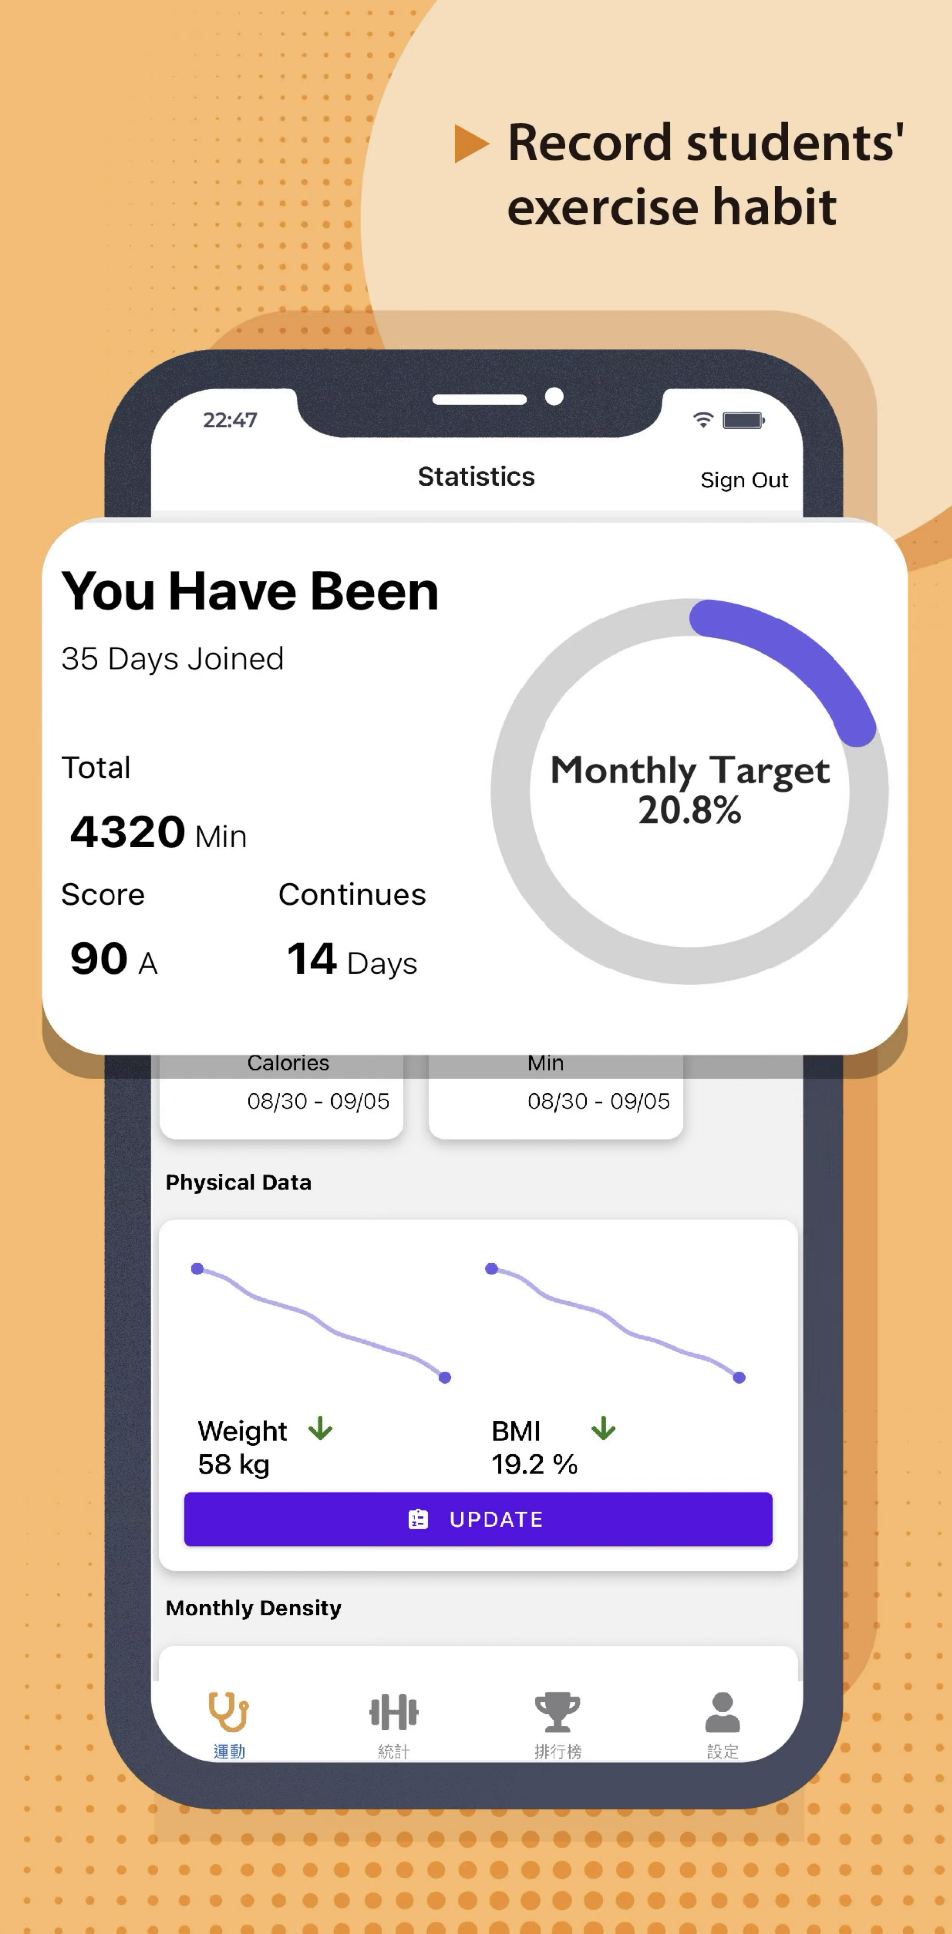 Record students'
exercise habit
22:47
Statistics
Sign Out
You Have Been
35 Days Joined
Total
4320 Min
Score
Continues
90 A
14 Days
Monthly Target
20.8%
Calories
Min
08/30 - 09/05
08/30 - 09/05
Physical Data
Weight
58 kg
BMI
19.2 %
UPDATE
Monthly Density
運動
統計
排行榜
設定